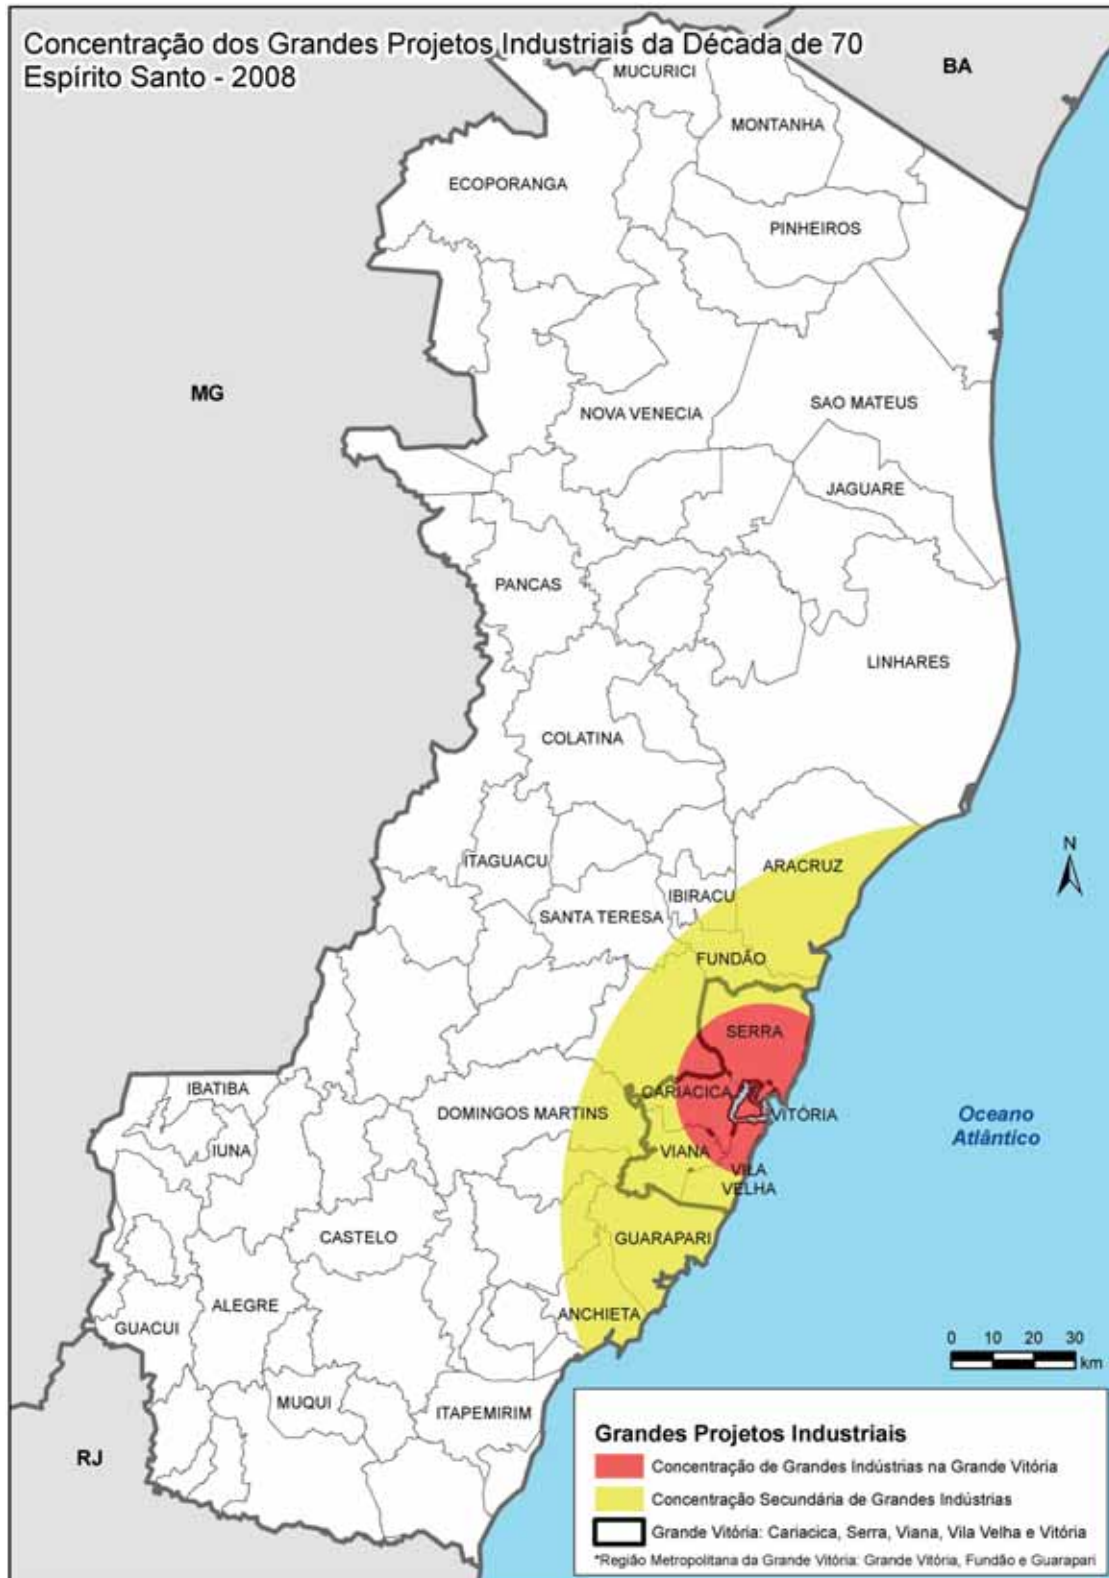 Concentração dos Grandes Projetos Industriais da Década de 70
Espírito Santo - 2008
BA
MUCURICI
MONTANHA
ECOPORANGA
PINHEIROS
MG
NOVA VENECIA
SAO MATEUS
JAGUARE
PANCAS
LINHARES
COLATINA
ITAGUACU
ARACRUZ
N
IBIRACU
SANTA TERESA
FUNDÃO
SERRA
IBATIBA
CARIACICA
DOMINGOS MARTINS
VITÓRIA
Oceano
Atlântico
IUNA
VIANA
VILA
VELHA
CASTELO
GUARAPARI
ALEGRE
ANCHIETA
GUACUI
0 10 20 30
km
MUQUI
ITAPEMIRIM
RJ
Grandes Projetos Industriais
Concentração de Grandes Indústrias na Grande Vitória
Concentração Secundária de Grandes Indústrias
Grande Vitória: Cariacica, Serra, Viana, Vila Velha e Vitória
*Região Metropolitana da Grande Vitória: Grande Vitória, Fundão e Guarapari